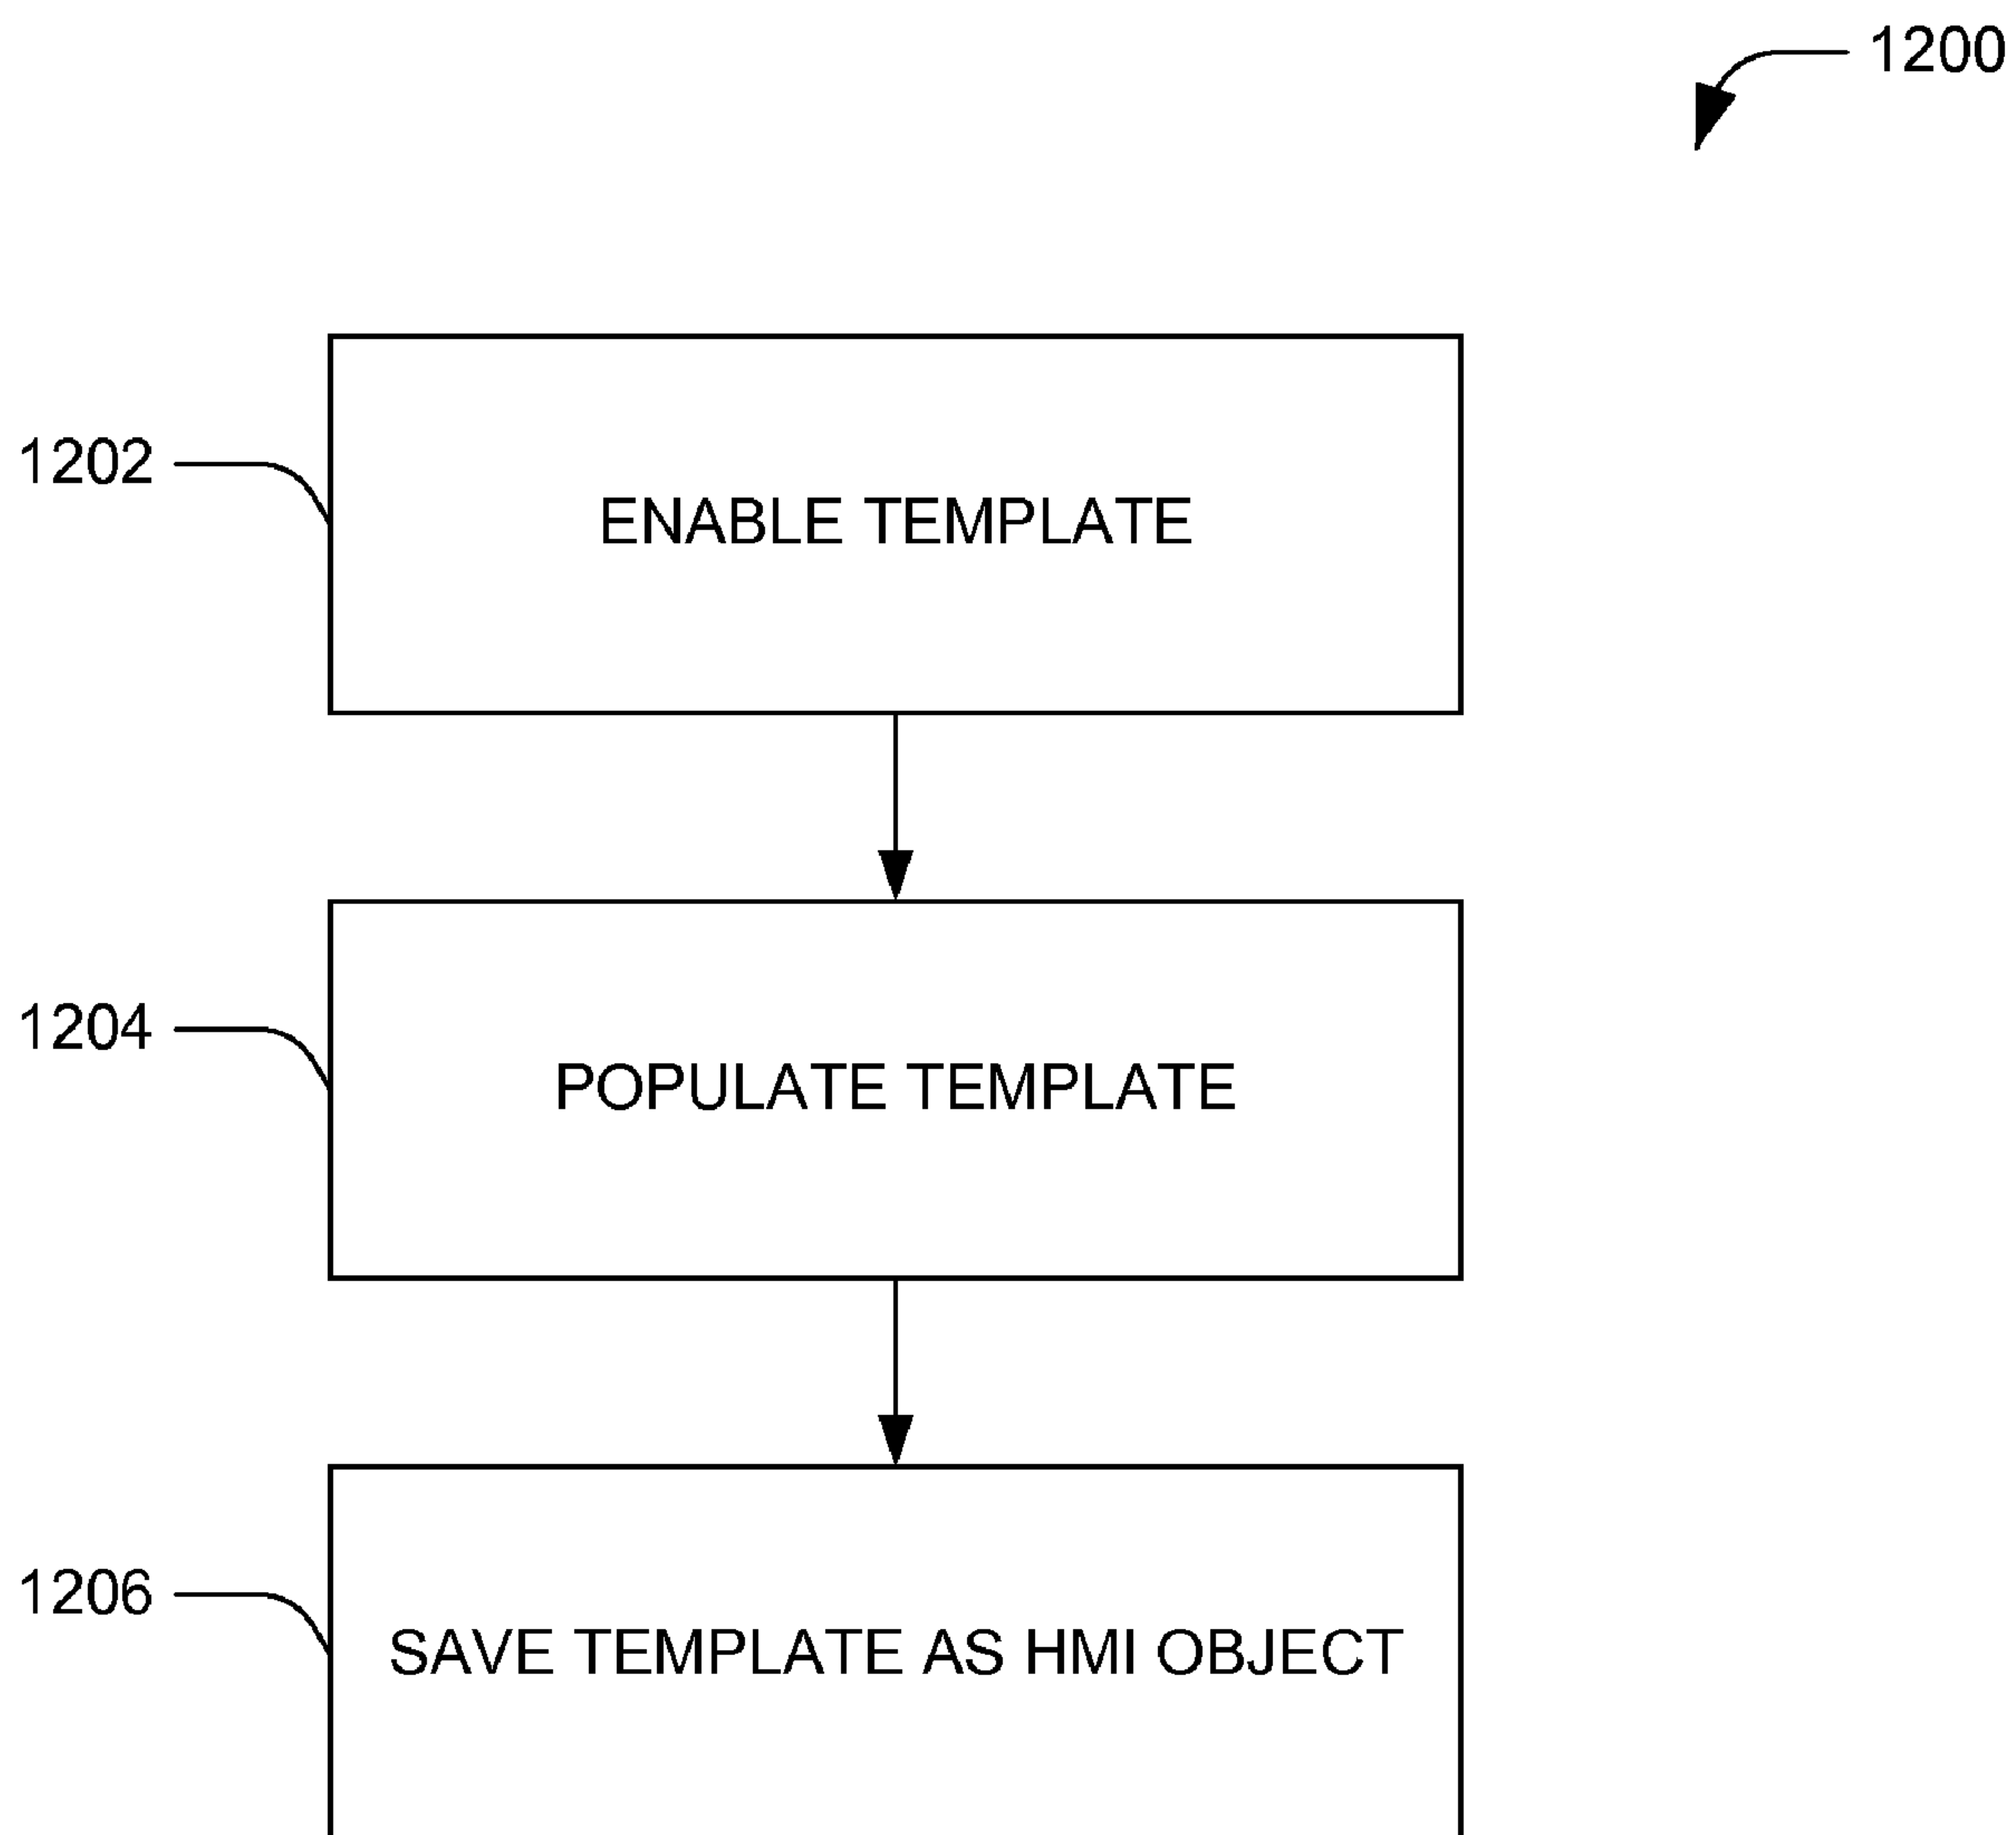 1200
1202
ENABLE TEMPLATE
1204
POPULATE TEMPLATE
1206
SAVE TEMPLATE AS HMI OBJECT